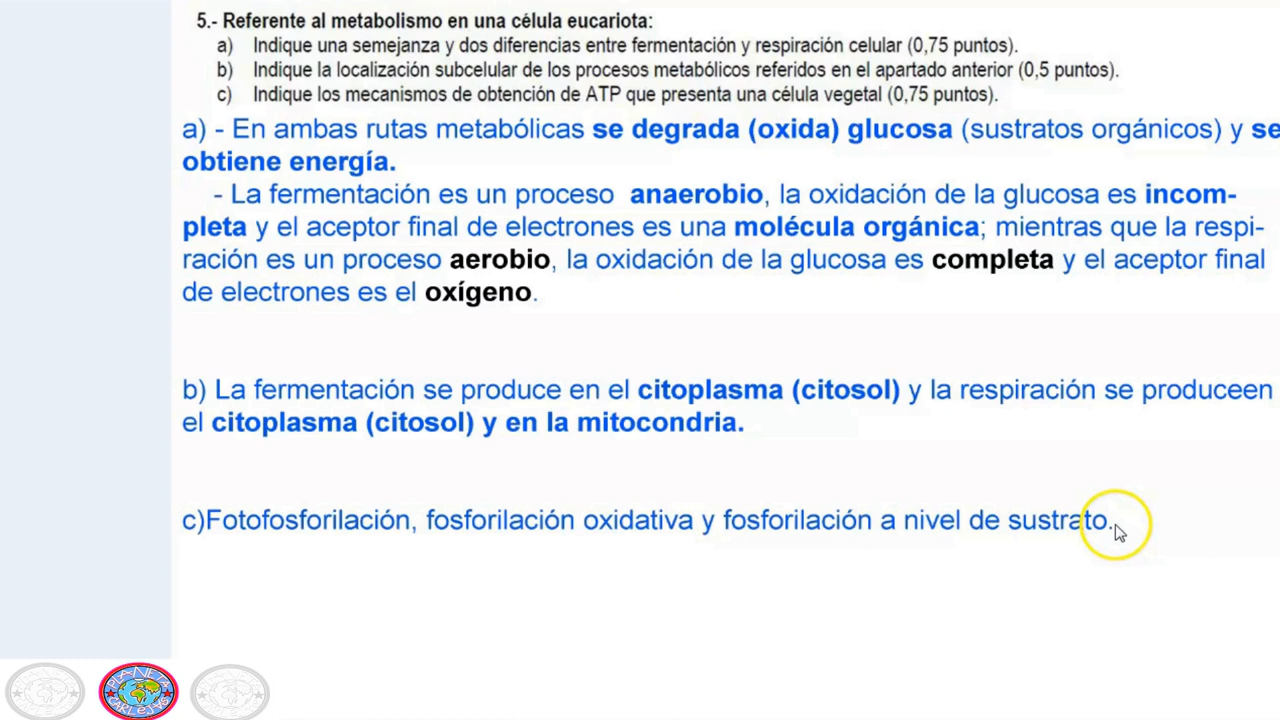 5.- Referente al metabolismo en una célula eucariota:
a) Indique una semejanza y dos diferencias entre fermentación y respiración celular (0,75 puntos).
b) Indique la localización subcelular de los procesos metabólicos referidos en el apartado anterior (0,5 puntos).
c) Indique los mecanismos de obtención de ATP que presenta una célula vegetal (0,75 puntos).
a) - En ambas rutas metabólicas se degrada (oxida) glucosa (sustratos orgánicos) y se
obtiene energía.
- La fermentación es un proceso anaerobio, la oxidación de la glucosa es incom-
pleta y el aceptor final de electrones es una molécula orgánica; mientras que la respi-
ración es un proceso aerobio, la oxidación de la glucosa es completa y el aceptor final
de electrones es el oxígeno.
b) La fermentación se produce en el citoplasma (citosol) y la respiración se produceen
el citoplasma (citosol) y en la mitocondria.
c)Fotofosforilación, fosforilación oxidativa y fosforilación a nivel de sustrato.
PLANETA